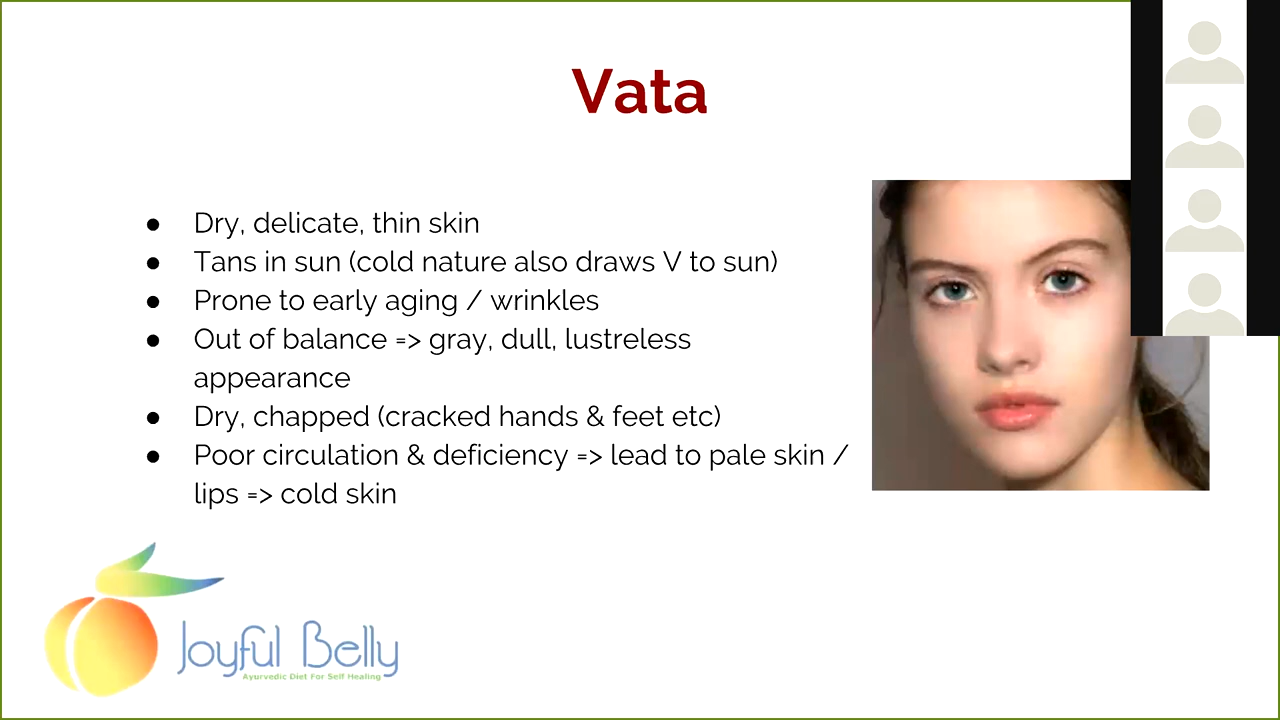 Vata
● Dry, delicate, thin skin
● Tans in sun (cold nature also draws V to sun)
● Prone to early aging / wrinkles
● Out of balance => gray, dull, lustreless
appearance
● Dry, chapped (cracked hands & feet etc)
● Poor circulation & deficiency => lead to pale skin /
lips => cold skin
Joyful Belly
Ayurvedic Diet For Self Healing